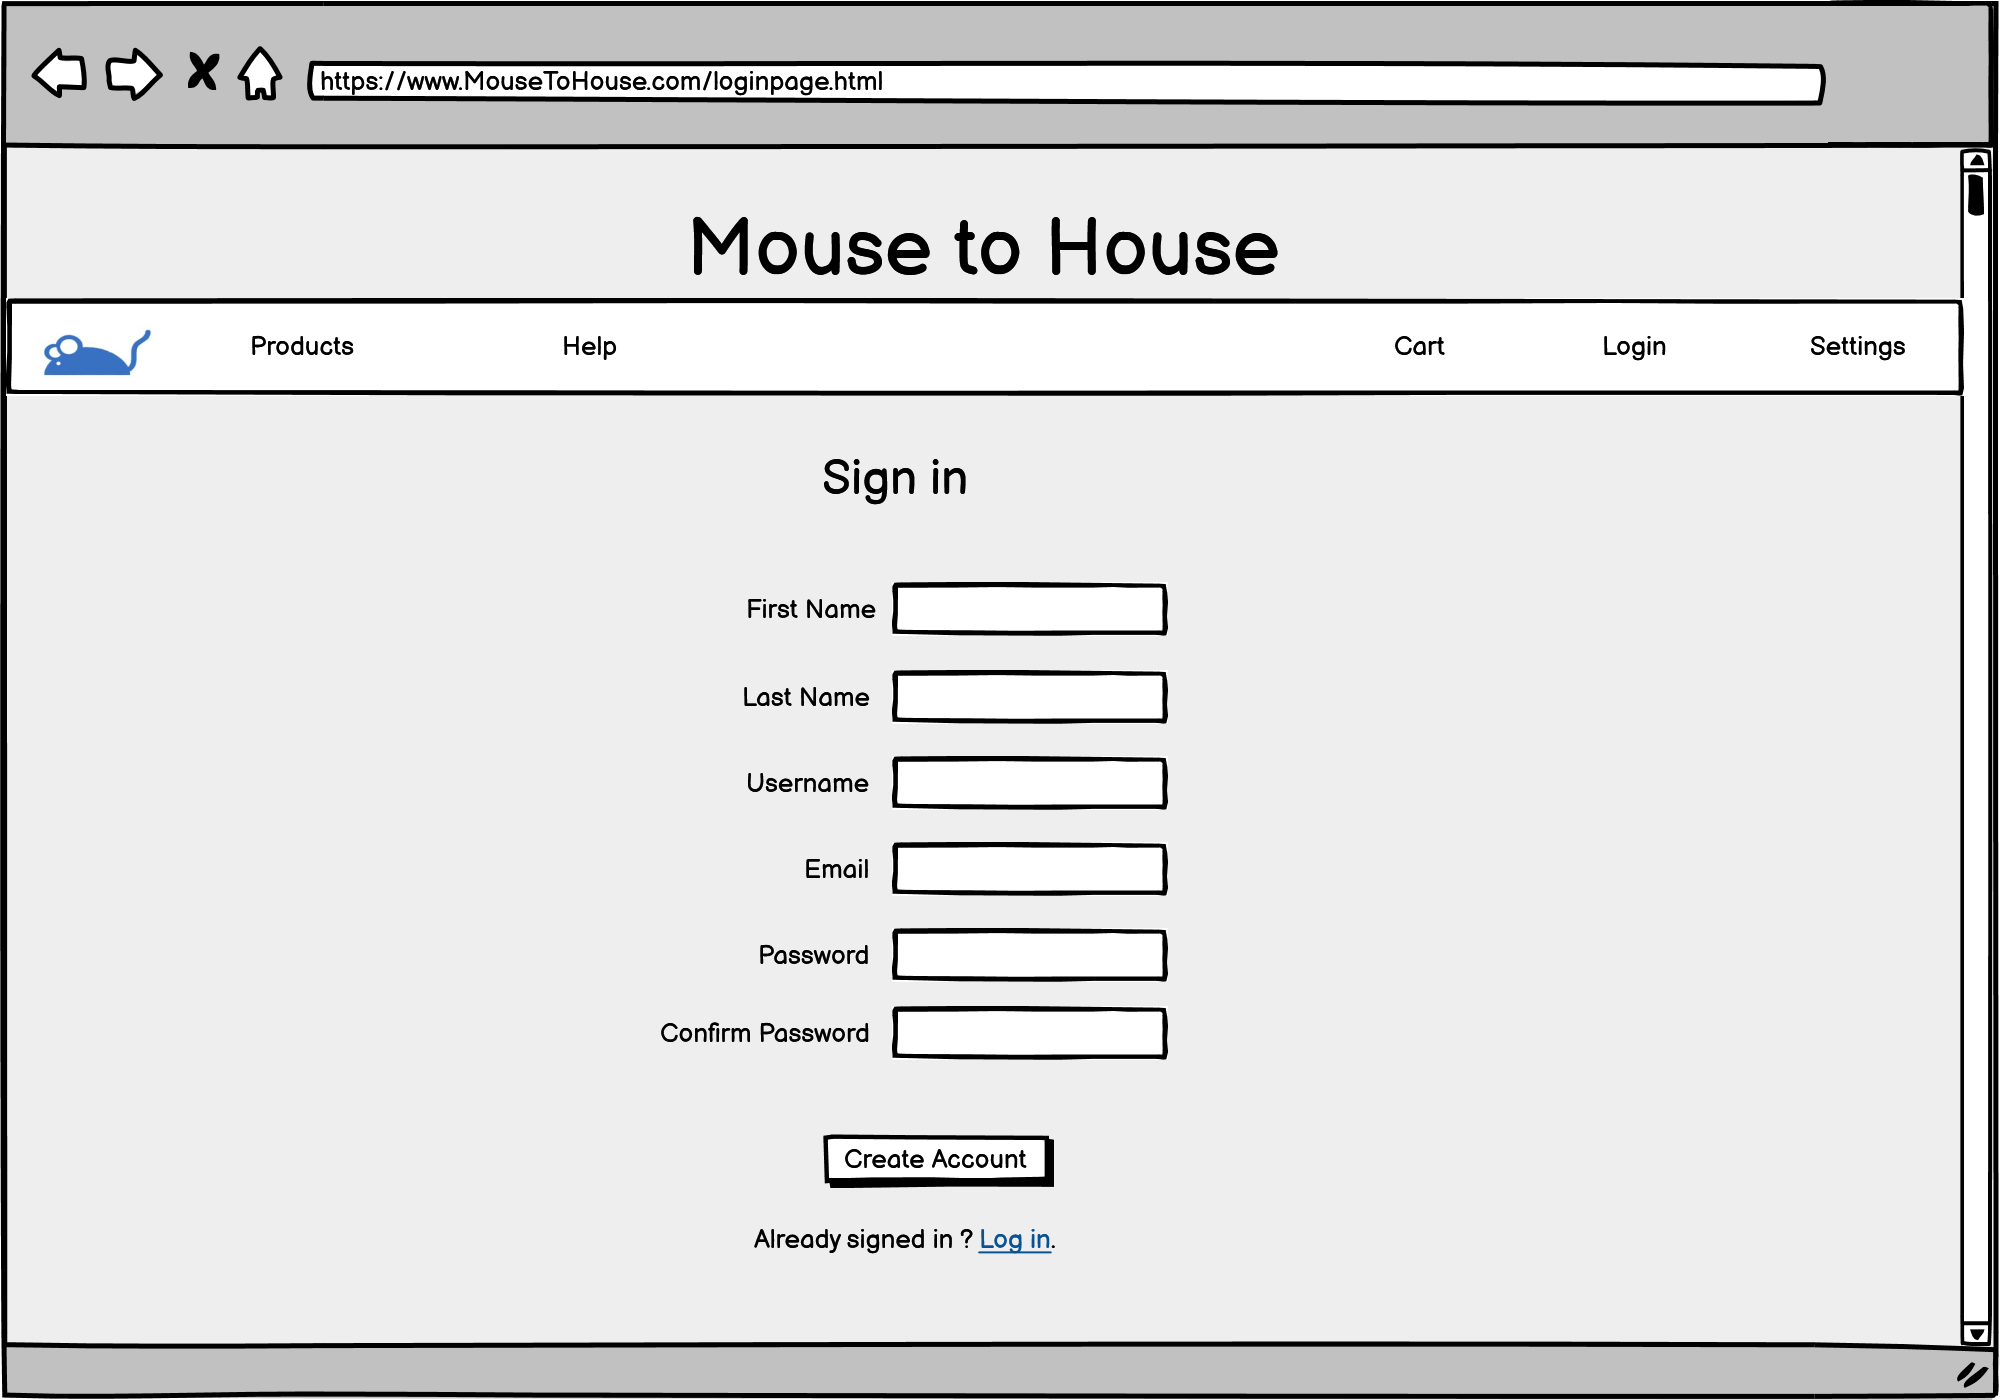 https://www.MouseToHouse.com/loginpage.html
Mouse to House
Products Help Cart Login Settings
Sign in
First Name
Last Name
Username
Email
Password
Confirm Password
Create Account
Already signed in ? Log in.